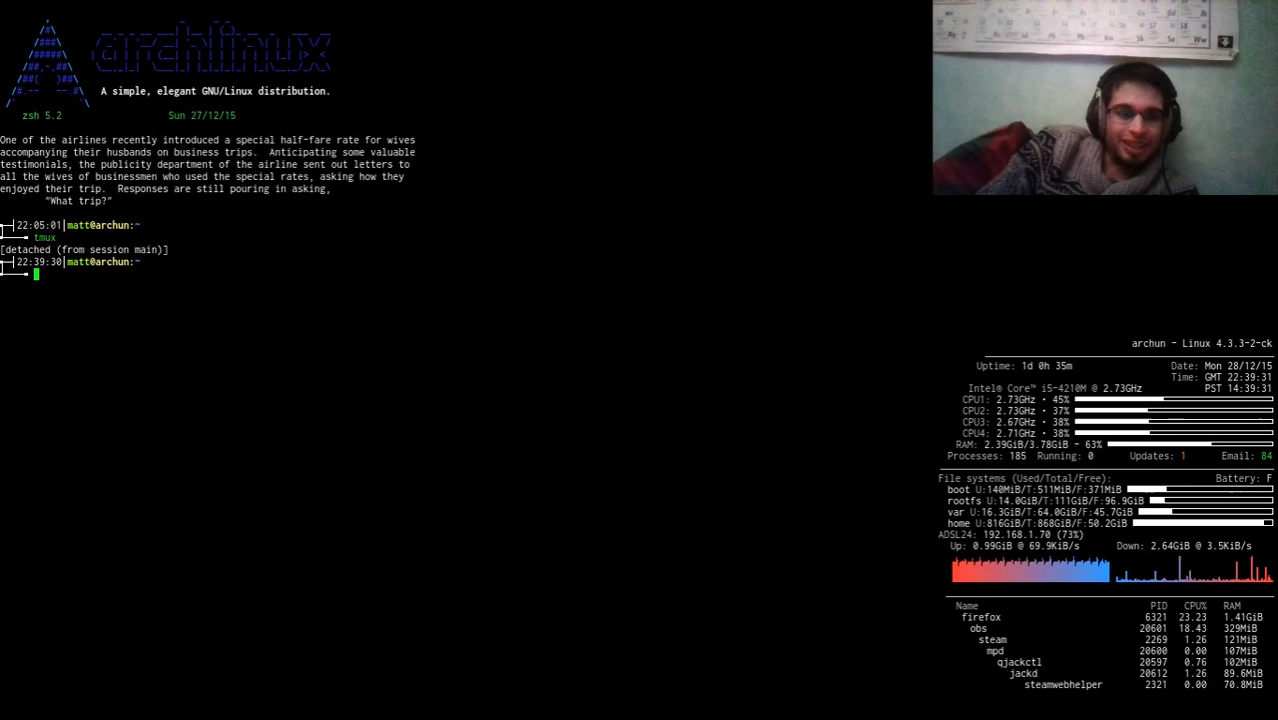 archlinux
A simple, elegant GNU/Linux distribution.
zsh 5.2 Sun 27/12/15
One of the airlines recently introduced a special half-fare rate for wives
accompanying their husbands on business trips.  Anticipating some valuable
testimonials, the publicity department of the airline sent out letters to
all the wives of businessmen who used the special rates, asking how they
enjoyed their trip.  Responses are still pouring in asking,
"What trip?"
22:05:01|matt@archun:~
tmux
[detached (from session main)]
22:39:30|matt@archun:~
archun - Linux 4.3.3-2-ck
Uptime: 1d 0h 35m Date: Mon 28/12/15
Time: GMT 22:39:31
Intel® Core™ i5-4210M @ 2.73GHz PST 14:39:31
CPU1: 2.73GHz · 45%
CPU2: 2.73GHz · 37%
CPU3: 2.67GHz · 38%
CPU4: 2.71GHz · 38%
RAM: 2.39GiB/3.78GiB - 63%
Processes: 185 Running: 0 Updates: 1 Email: 84
File systems (Used/Total/Free): Battery: F
boot U:140MiB/T:511MiB/F:371MiB
rootfs U:14.0GiB/T:111GiB/F:96.9GiB
var U:16.3GiB/T:64.0GiB/F:45.7GiB
home U:816GiB/T:868GiB/F:50.2GiB
ADSL24: 192.168.1.70 (73%)
Up: 0.99GiB @ 69.9KiB/s Down: 2.64GiB @ 3.5KiB/s
Name PID CPU% RAM
firefox 6321 23.23 1.41GiB
obs 20601 18.43 329MiB
steam 2269 1.26 121MiB
mpd 20600 0.00 107MiB
qjackctl 20597 0.76 102MiB
jackd 20612 1.26 89.6MiB
steamwebhelper 2321 0.00 70.8MiB